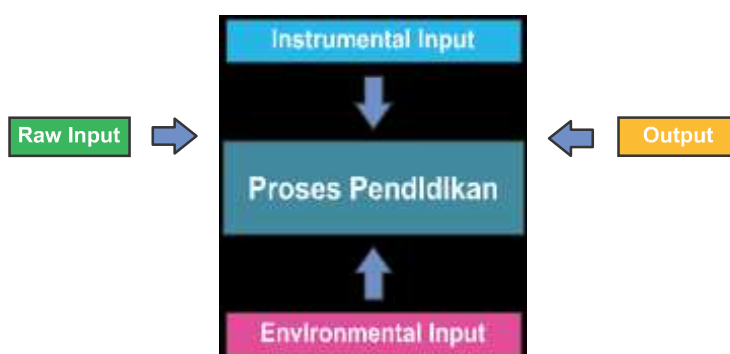 Instrumental Input
Raw Input
Output
Proses Pendidikan
Environmental Input